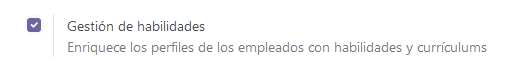 Gestión de habilidades
Enriquece los perfiles de los empleados con habilidades y currículums